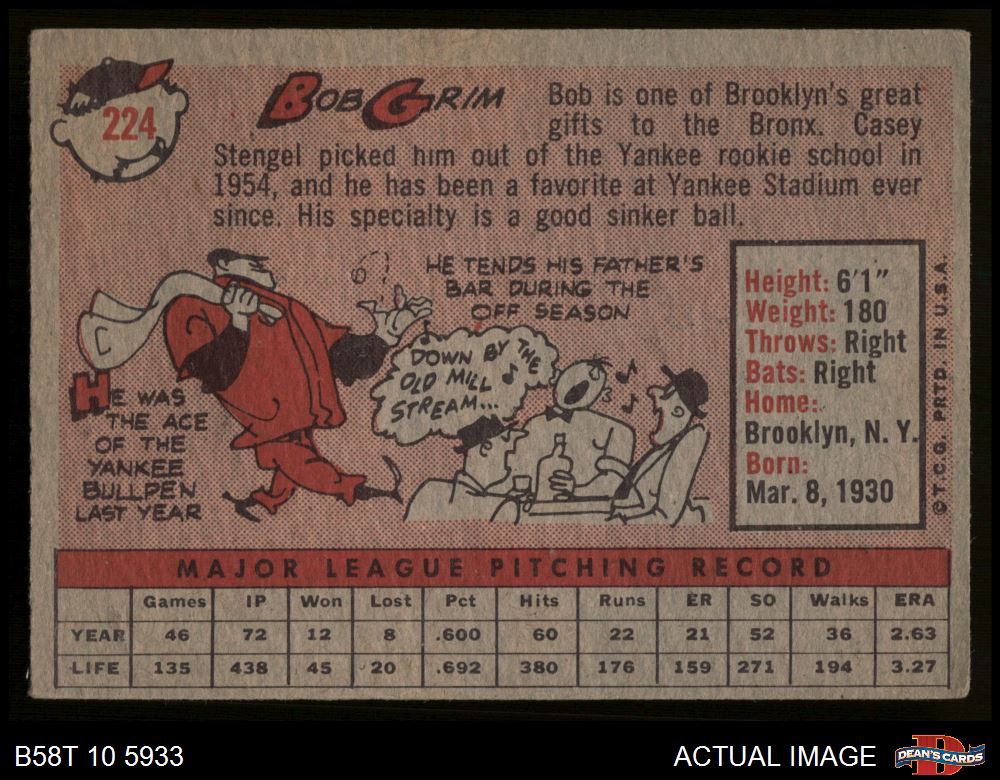 224
BOB GRIM
Bob is one of Brooklyn's great
gifts to the Bronx. Casey
Stengel picked him out of the Yankee rookie school in
1954, and he has been a favorite at Yankee Stadium ever
since. His specialty is a good sinker ball.
HE TENDS HIS FATHER'S
BAR DURING THE
OFF SEASON
DOWN BY THE
OLD MILL
STREAM...
HE WAS
THE ACE
OF THE
YANKEE
BULLPEN
LAST YEAR
Height: 6'1"
Weight: 180
Throws: Right
Bats: Right
Home:
Brooklyn, N. Y.
Born:
Mar. 8, 1930
© T.C.G. PRTD. IN U.S.A.
MAJOR LEAGUE PITCHING RECORD
Games IP Won Lost Pct Hits Runs ER SO Walks ERA
YEAR 46 72 12 8 .600 60 22 21 52 36 2.63
LIFE 135 438 45 20 .692 380 176 159 271 194 3.27
B58T 10 5933
ACTUAL IMAGE
D
DEAN'S CARDS